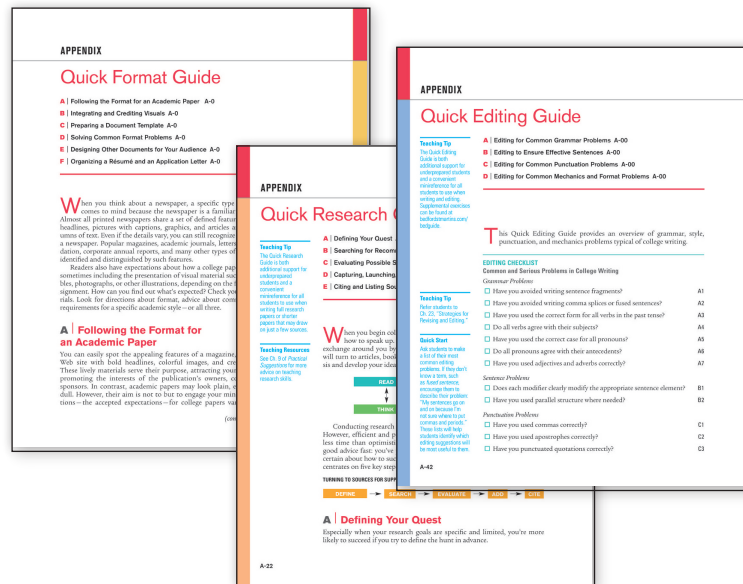 APPENDIX
Quick Format Guide
A | Following the Format for an Academic Paper A-0
B | Integrating and Crediting Visuals A-0
C | Preparing a Document Template A-0
D | Solving Common Format Problems A-0
E | Designing Other Documents for Your Audience A-0
F | Organizing a Résumé and an Application Letter A-0
When you think about a newspaper, a specific type
comes to mind because the newspaper is a familiar
Almost all printed newspapers share a set of defined featur
headlines, pictures with captions, graphics, and articles a
umns of text. Even if the details vary, you can still recognize
a newspaper. Popular magazines, academic journals, letters
dation, corporate annual reports, and many other types of
identified and distinguished by such features.
Readers also have expectations about how a college pap
sometimes including the presentation of visual material suc
bles, photographs, or other illustrations, depending on the f
signment. How can you find out what's expected? Check you
rials. Look for directions about format, advice about com
requirements for a specific academic style – or all three.
A | Following the Format for
an Academic Paper
You can easily spot the appealing features of a magazine,
Web site with bold headlines, colorful images, and cre
These lively materials serve their purpose, attracting your
promoting the interests of the publication's owners, co
sponsors. In contrast, academic papers may look plain, e
dull. However, their aim is not to but to engage your min
tions – the accepted expectations – for college papers var
(con
APPENDIX
Quick Research
A | Defining Your Quest
B | Searching for Recom
C | Evaluating Possible S
D | Capturing, Launching,
E | Citing and Listing Sou
Teaching Tip
The Quick Research
Guide is both
additional support for
underprepared
students and a
convenient
minireference for all
students to use when
writing full research
papers or shorter
papers that may draw
on just a few sources.
Teaching Resources
See Ch. 9 of Practical
Suggestions for more
advice on teaching
research skills.
When you begin col
how to speak up.
exchange around you by
will turn to articles, book
sis and develop your idea
READ
THINK
Conducting research
However, efficient and p
less time than optimisti
good advice fast: you've
certain about how to suc
centrates on five key step
TURNING TO SOURCES FOR SUPP
DEFINE SEARCH EVALUATE ADD CITE
A | Defining Your Quest
Especially when your research goals are specific and limited, you're more
likely to succeed if you try to define the hunt in advance.
A-22
APPENDIX
Quick Editing Guide
Teaching Tip
The Quick Editing
Guide is both
additional support for
underprepared students
and a convenient
minireference for all
students to use when
writing and editing.
Supplemental exercises
can be found at
bedfordstmartins.com/
bedguide.
A | Editing for Common Grammar Problems A-00
B | Editing to Ensure Effective Sentences A-00
C | Editing for Common Punctuation Problems A-00
D | Editing for Common Mechanics and Format Problems A-00
This Quick Editing Guide provides an overview of grammar, style,
punctuation, and mechanics problems typical of college writing.
EDITING CHECKLIST
Common and Serious Problems in College Writing
Grammar Problems
Have you avoided writing sentence fragments? A1
Have you avoided writing comma splices or fused sentences? A2
Have you used the correct form for all verbs in the past tense? A3
Do all verbs agree with their subjects? A4
Have you used the correct case for all pronouns? A5
Do all pronouns agree with their antecedents? A6
Have you used adjectives and adverbs correctly? A7
Sentence Problems
Does each modifier clearly modify the appropriate sentence element? B1
Have you used parallel structure where needed? B2
Punctuation Problems
Have you used commas correctly? C1
Have you used apostrophes correctly? C2
Have you punctuated quotations correctly? C3
Teaching Tip
Refer students to
Ch. 23, "Strategies for
Revising and Editing."
Quick Start
Ask students to make
a list of their most
common editing
problems. If they don't
know a term, such
as fused sentence,
encourage them to
describe their problem:
"My sentences go on
and on because I'm
not sure where to put
commas and periods."
These lists will help
students identify which
editing suggestions will
be most useful to them.
A-42